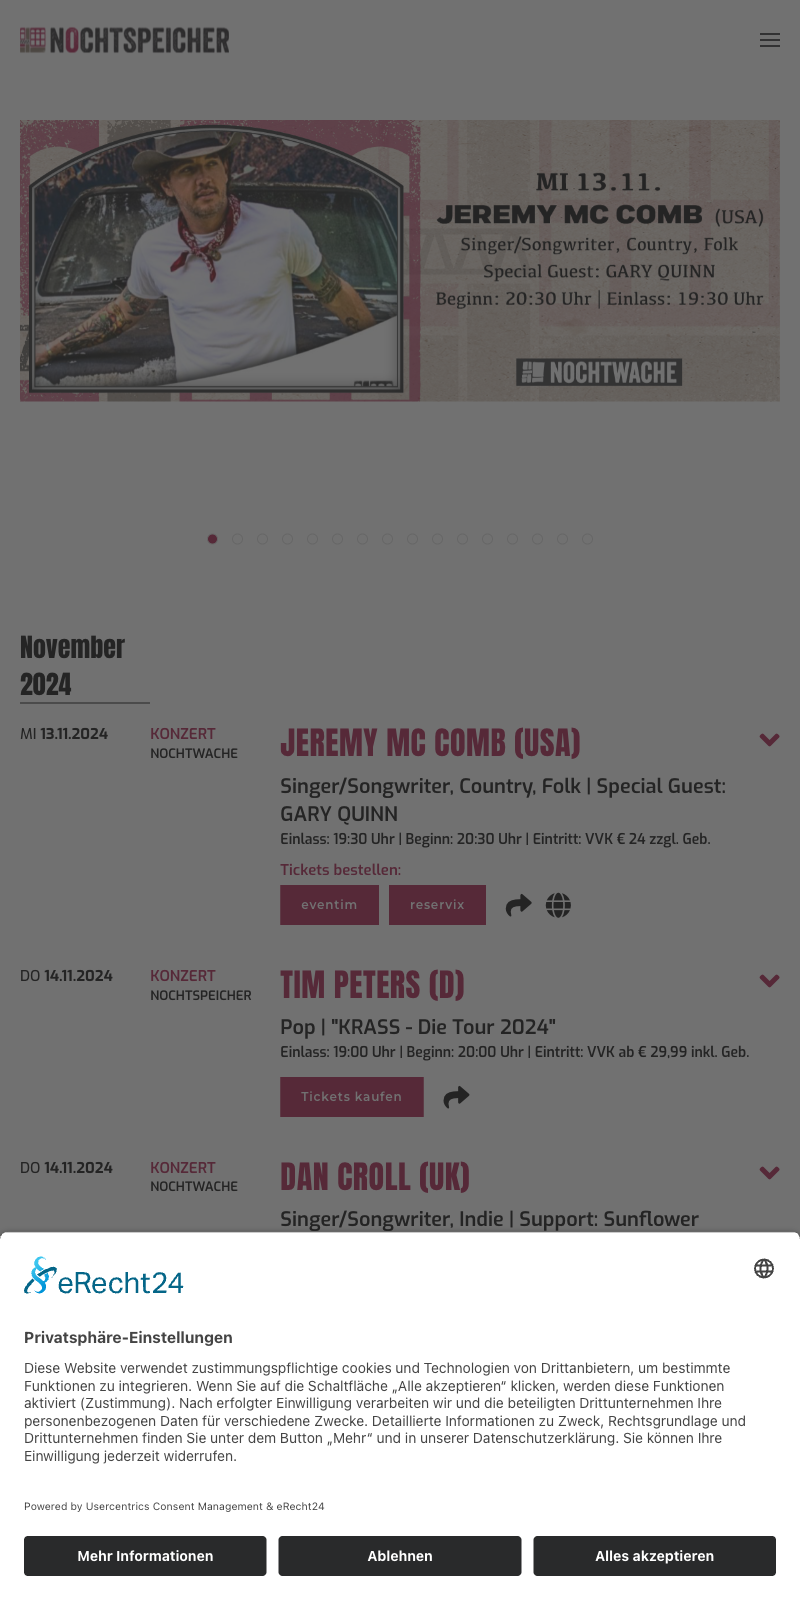 NOCHTSPEICHER
MI 13.11.
JEREMY MC COMB (USA)
Singer/Songwriter, Country, Folk
Special Guest: GARY QUINN
Beginn: 20:30 Uhr | Einlass: 19:30 Uhr
NOCHTWACHE
November
2024
MI 13.11.2024
KONZERT
NOCHTWACHE
JEREMY MC COMB (USA)
Singer/Songwriter, Country, Folk | Special Guest:
GARY QUINN
Einlass: 19:30 Uhr | Beginn: 20:30 Uhr | Eintritt: VVK € 24 zzgl. Geb.
Tickets bestellen:
eventim
reservix
DO 14.11.2024
KONZERT
NOCHTSPEICHER
TIM PETERS (D)
Pop | "KRASS - Die Tour 2024"
Einlass: 19:00 Uhr | Beginn: 20:00 Uhr | Eintritt: VVK ab € 29,99 inkl. Geb.
Tickets kaufen
DO 14.11.2024
KONZERT
NOCHTWACHE
DAN CROLL (UK)
Singer/Songwriter, Indie | Support: Sunflower
eRecht24
Privatsphäre-Einstellungen
Diese Website verwendet zustimmungspflichtige cookies und Technologien von Drittanbietern, um bestimmte
Funktionen zu integrieren. Wenn Sie auf die Schaltfläche „Alle akzeptieren“ klicken, werden diese Funktionen
aktiviert (Zustimmung). Nach erfolgter Einwilligung verarbeiten wir und die beteiligten Drittunternehmen Ihre
personenbezogenen Daten für verschiedene Zwecke. Detaillierte Informationen zu Zweck, Rechtsgrundlage und
Drittunternehmen finden Sie unter dem Button „Mehr“ und in unserer Datenschutzerklärung. Sie können Ihre
Einwilligung jederzeit widerrufen.
Powered by Usercentrics Consent Management & eRecht24
Mehr Informationen
Ablehnen
Alles akzeptieren